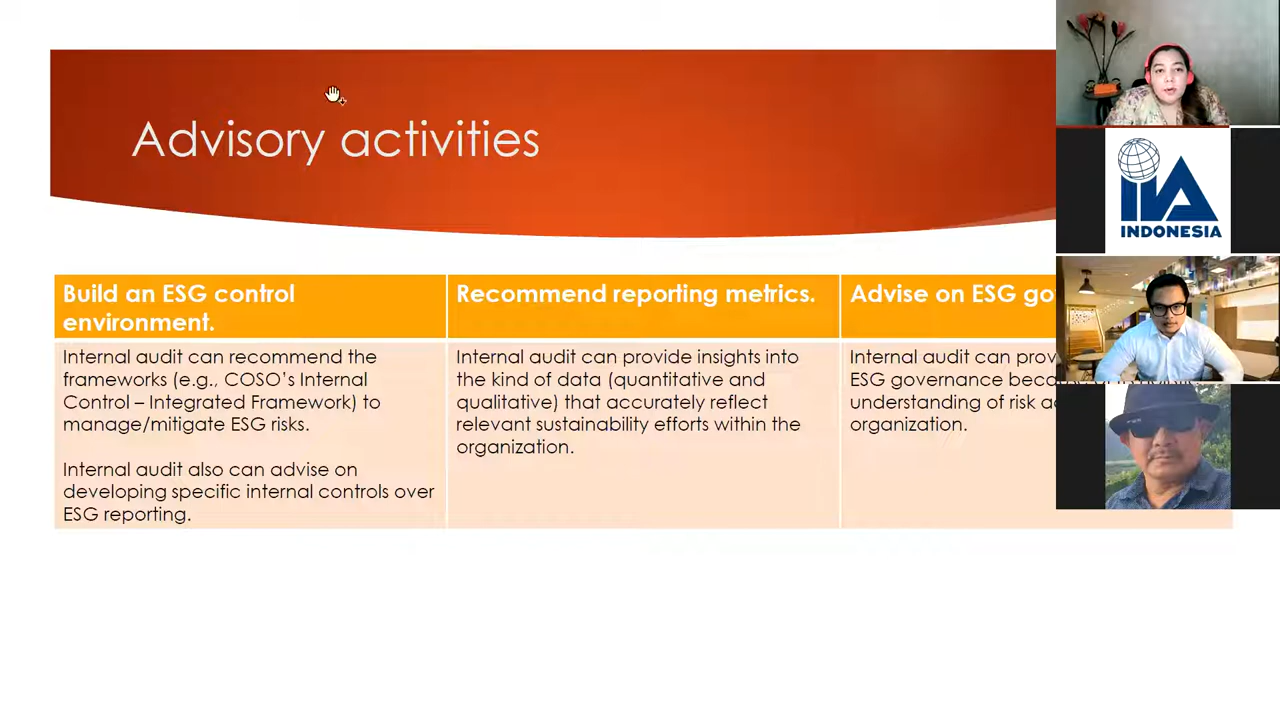 Advisory activities
IIA
INDONESIA
Build an ESG control
environment.
Recommend reporting metrics.
Advise on ESG go
Internal audit can recommend the
frameworks (e.g., COSO's Internal
Control – Integrated Framework) to
manage/mitigate ESG risks.
Internal audit also can advise on
developing specific internal controls over
ESG reporting.
Internal audit can provide insights into
the kind of data (quantitative and
qualitative) that accurately reflect
relevant sustainability efforts within the
organization.
Internal audit can prov
ESG governance
understanding of risk
organization.